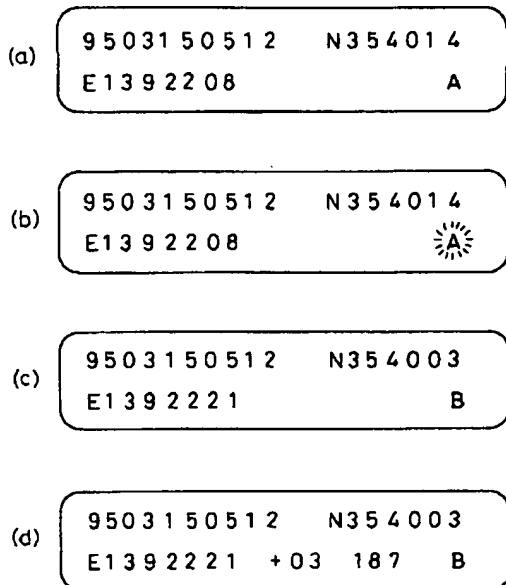 (a)
9503150512 N354014
E1392208 A
(b)
9503150512 N354014
E1392208 A
(c)
9503150512 N354003
E1392221 B
(d)
9503150512 N354003
E1392221 +03 187 B